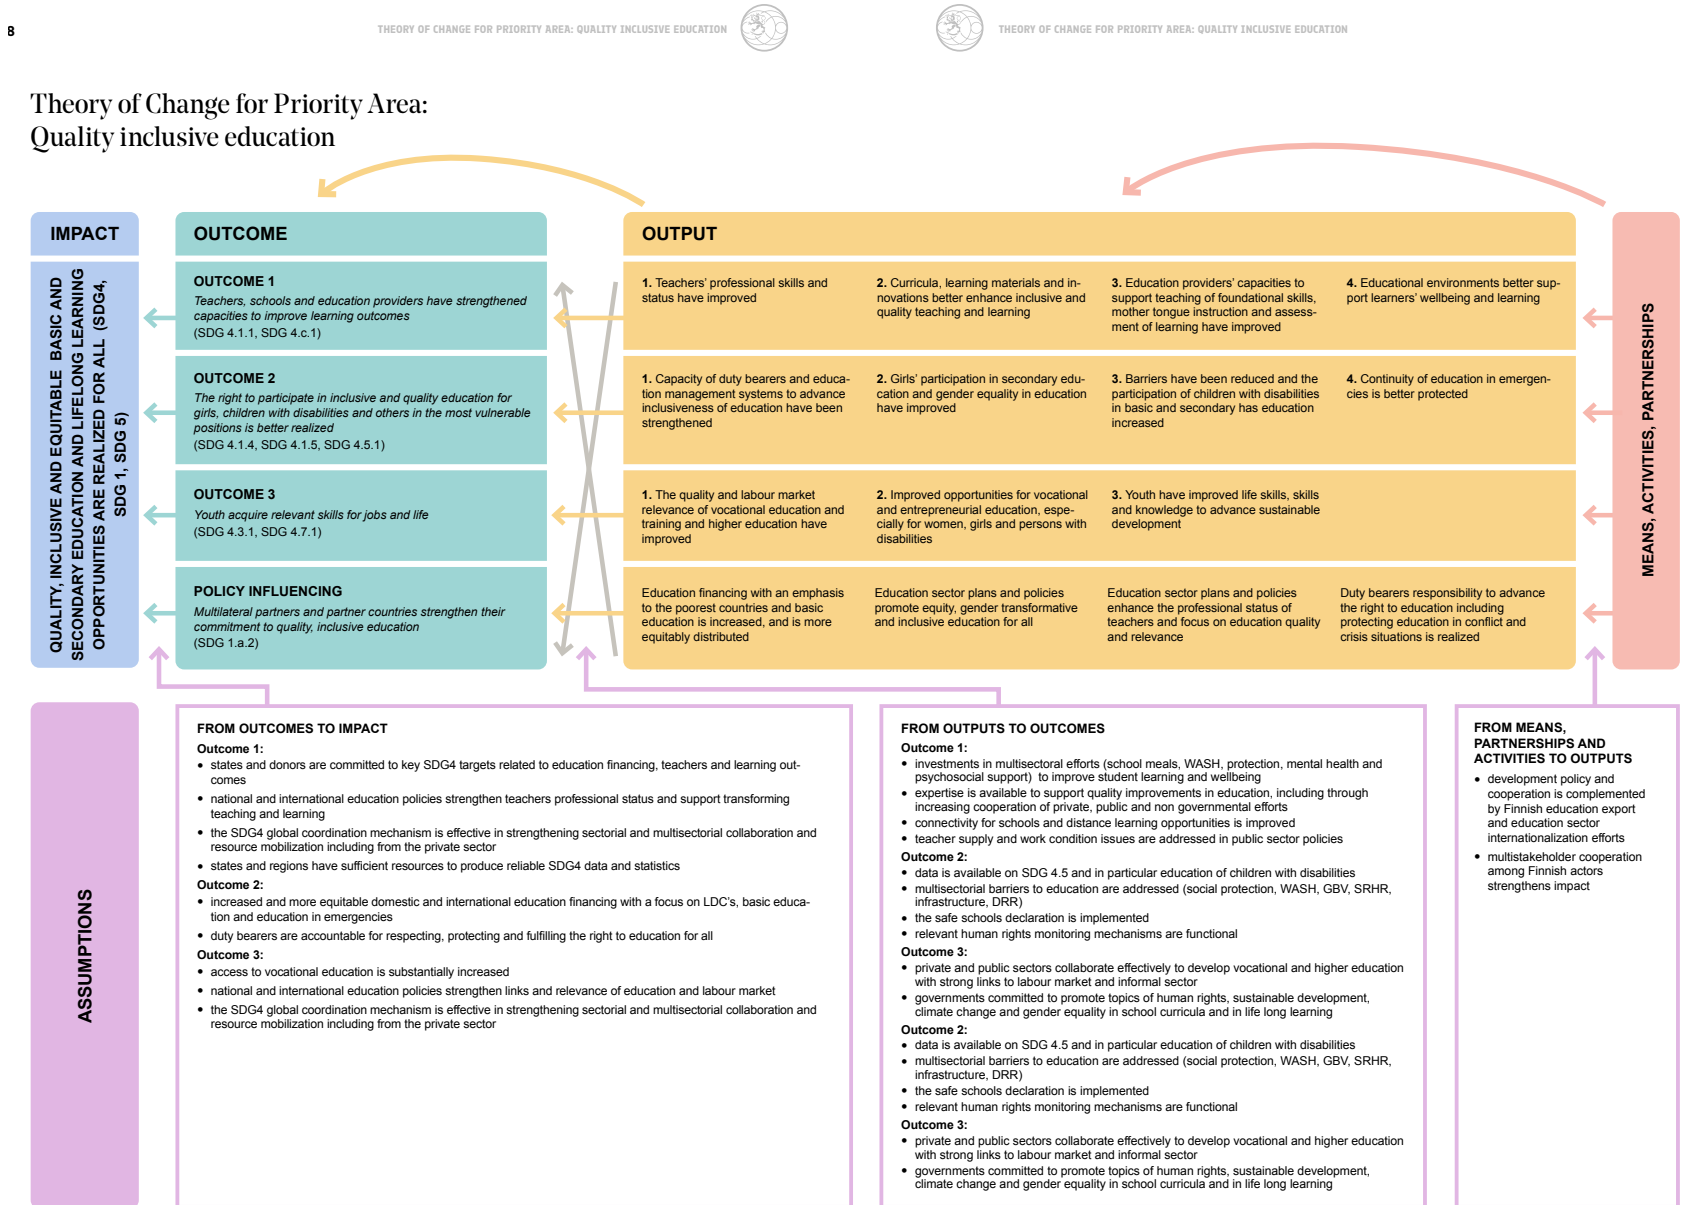 8
THEORY OF CHANGE FOR PRIORITY AREA: QUALITY INCLUSIVE EDUCATION
THEORY OF CHANGE FOR PRIORITY AREA: QUALITY INCLUSIVE EDUCATION
Theory of Change for Priority Area:
Quality inclusive education
IMPACT
QUALITY, INCLUSIVE AND EQUITABLE BASIC AND
SECONDARY EDUCATION AND LIFELONG LEARNING
OPPORTUNITIES ARE REALIZED FOR ALL (SDG4,
SDG 1, SDG 5)
OUTCOME
OUTCOME 1
Teachers, schools and education providers have strengthened
capacities to improve learning outcomes
(SDG 4.1.1, SDG 4.c.1)
OUTCOME 2
The right to participate in inclusive and quality education for
girls, children with disabilities and others in the most vulnerable
positions is better realized
(SDG 4.1.4, SDG 4.1.5, SDG 4.5.1)
OUTCOME 3
Youth acquire relevant skills for jobs and life
(SDG 4.3.1, SDG 4.7.1)
POLICY INFLUENCING
Multilateral partners and partner countries strengthen their
commitment to quality, inclusive education
(SDG 1.a.2)
OUTPUT
1. Teachers' professional skills and
status have improved
2. Curricula, learning materials and in-
novations better enhance inclusive and
quality teaching and learning
3. Education providers' capacities to
support teaching of foundational skills,
mother tongue instruction and assess-
ment of learning have improved
4. Educational environments better sup-
port learners' wellbeing and learning
1. Capacity of duty bearers and educa-
tion management systems to advance
inclusiveness of education have been
strengthened
2. Girls' participation in secondary edu-
cation and gender equality in education
have improved
3. Barriers have been reduced and the
participation of children with disabilities
in basic and secondary has education
increased
4. Continuity of education in emergen-
cies is better protected
1. The quality and labour market
relevance of vocational education and
training and higher education have
improved
2. Improved opportunities for vocational
and entrepreneurial education, espe-
cially for women, girls and persons with
disabilities
3. Youth have improved life skills, skills
and knowledge to advance sustainable
development
Education financing with an emphasis
to the poorest countries and basic
education is increased, and is more
equitably distributed
Education sector plans and policies
promote equity, gender transformative
and inclusive education for all
Education sector plans and policies
enhance the professional status of
teachers and focus on education quality
and relevance
Duty bearers responsibility to advance
the right to education including
protecting education in conflict and
crisis situations is realized
MEANS, ACTIVITIES, PARTNERSHIPS
ASSUMPTIONS
FROM OUTCOMES TO IMPACT
Outcome 1:
• states and donors are committed to key SDG4 targets related to education financing, teachers and learning out-
comes
• national and international education policies strengthen teachers professional status and support transforming
teaching and learning
• the SDG4 global coordination mechanism is effective in strengthening sectorial and multisectorial collaboration and
resource mobilization including from the private sector
• states and regions have sufficient resources to produce reliable SDG4 data and statistics
Outcome 2:
• increased and more equitable domestic and international education financing with a focus on LDC's, basic educa-
tion and education in emergencies
• duty bearers are accountable for respecting, protecting and fulfilling the right to education for all
Outcome 3:
• access to vocational education is substantially increased
• national and international education policies strengthen links and relevance of education and labour market
• the SDG4 global coordination mechanism is effective in strengthening sectorial and multisectorial collaboration and
resource mobilization including from the private sector
FROM OUTPUTS TO OUTCOMES
Outcome 1:
• investments in multisectoral efforts (school meals, WASH, protection, mental health and
psychosocial support) to improve student learning and wellbeing
• expertise is available to support quality improvements in education, including through
increasing cooperation of private, public and non governmental efforts
• connectivity for schools and distance learning opportunities is improved
• teacher supply and work condition issues are addressed in public sector policies
Outcome 2:
• data is available on SDG 4.5 and in particular education of children with disabilities
• multisectorial barriers to education are addressed (social protection, WASH, GBV, SRHR,
infrastructure, DRR)
• the safe schools declaration is implemented
• relevant human rights monitoring mechanisms are functional
Outcome 3:
• private and public sectors collaborate effectively to develop vocational and higher education
with strong links to labour market and informal sector
• governments committed to promote topics of human rights, sustainable development,
climate change and gender equality in school curricula and in life long learning
Outcome 2:
• data is available on SDG 4.5 and in particular education of children with disabilities
• multisectorial barriers to education are addressed (social protection, WASH, GBV, SRHR,
infrastructure, DRR)
• the safe schools declaration is implemented
• relevant human rights monitoring mechanisms are functional
Outcome 3:
• private and public sectors collaborate effectively to develop vocational and higher education
with strong links to labour market and informal sector
• governments committed to promote topics of human rights, sustainable development,
climate change and gender equality in school curricula and in life long learning
FROM MEANS,
PARTNERSHIPS AND
ACTIVITIES TO OUTPUTS
• development policy and
cooperation is complemented
by Finnish education export
and education sector
internationalization efforts
• multistakeholder cooperation
among Finnish actors
strengthens impact